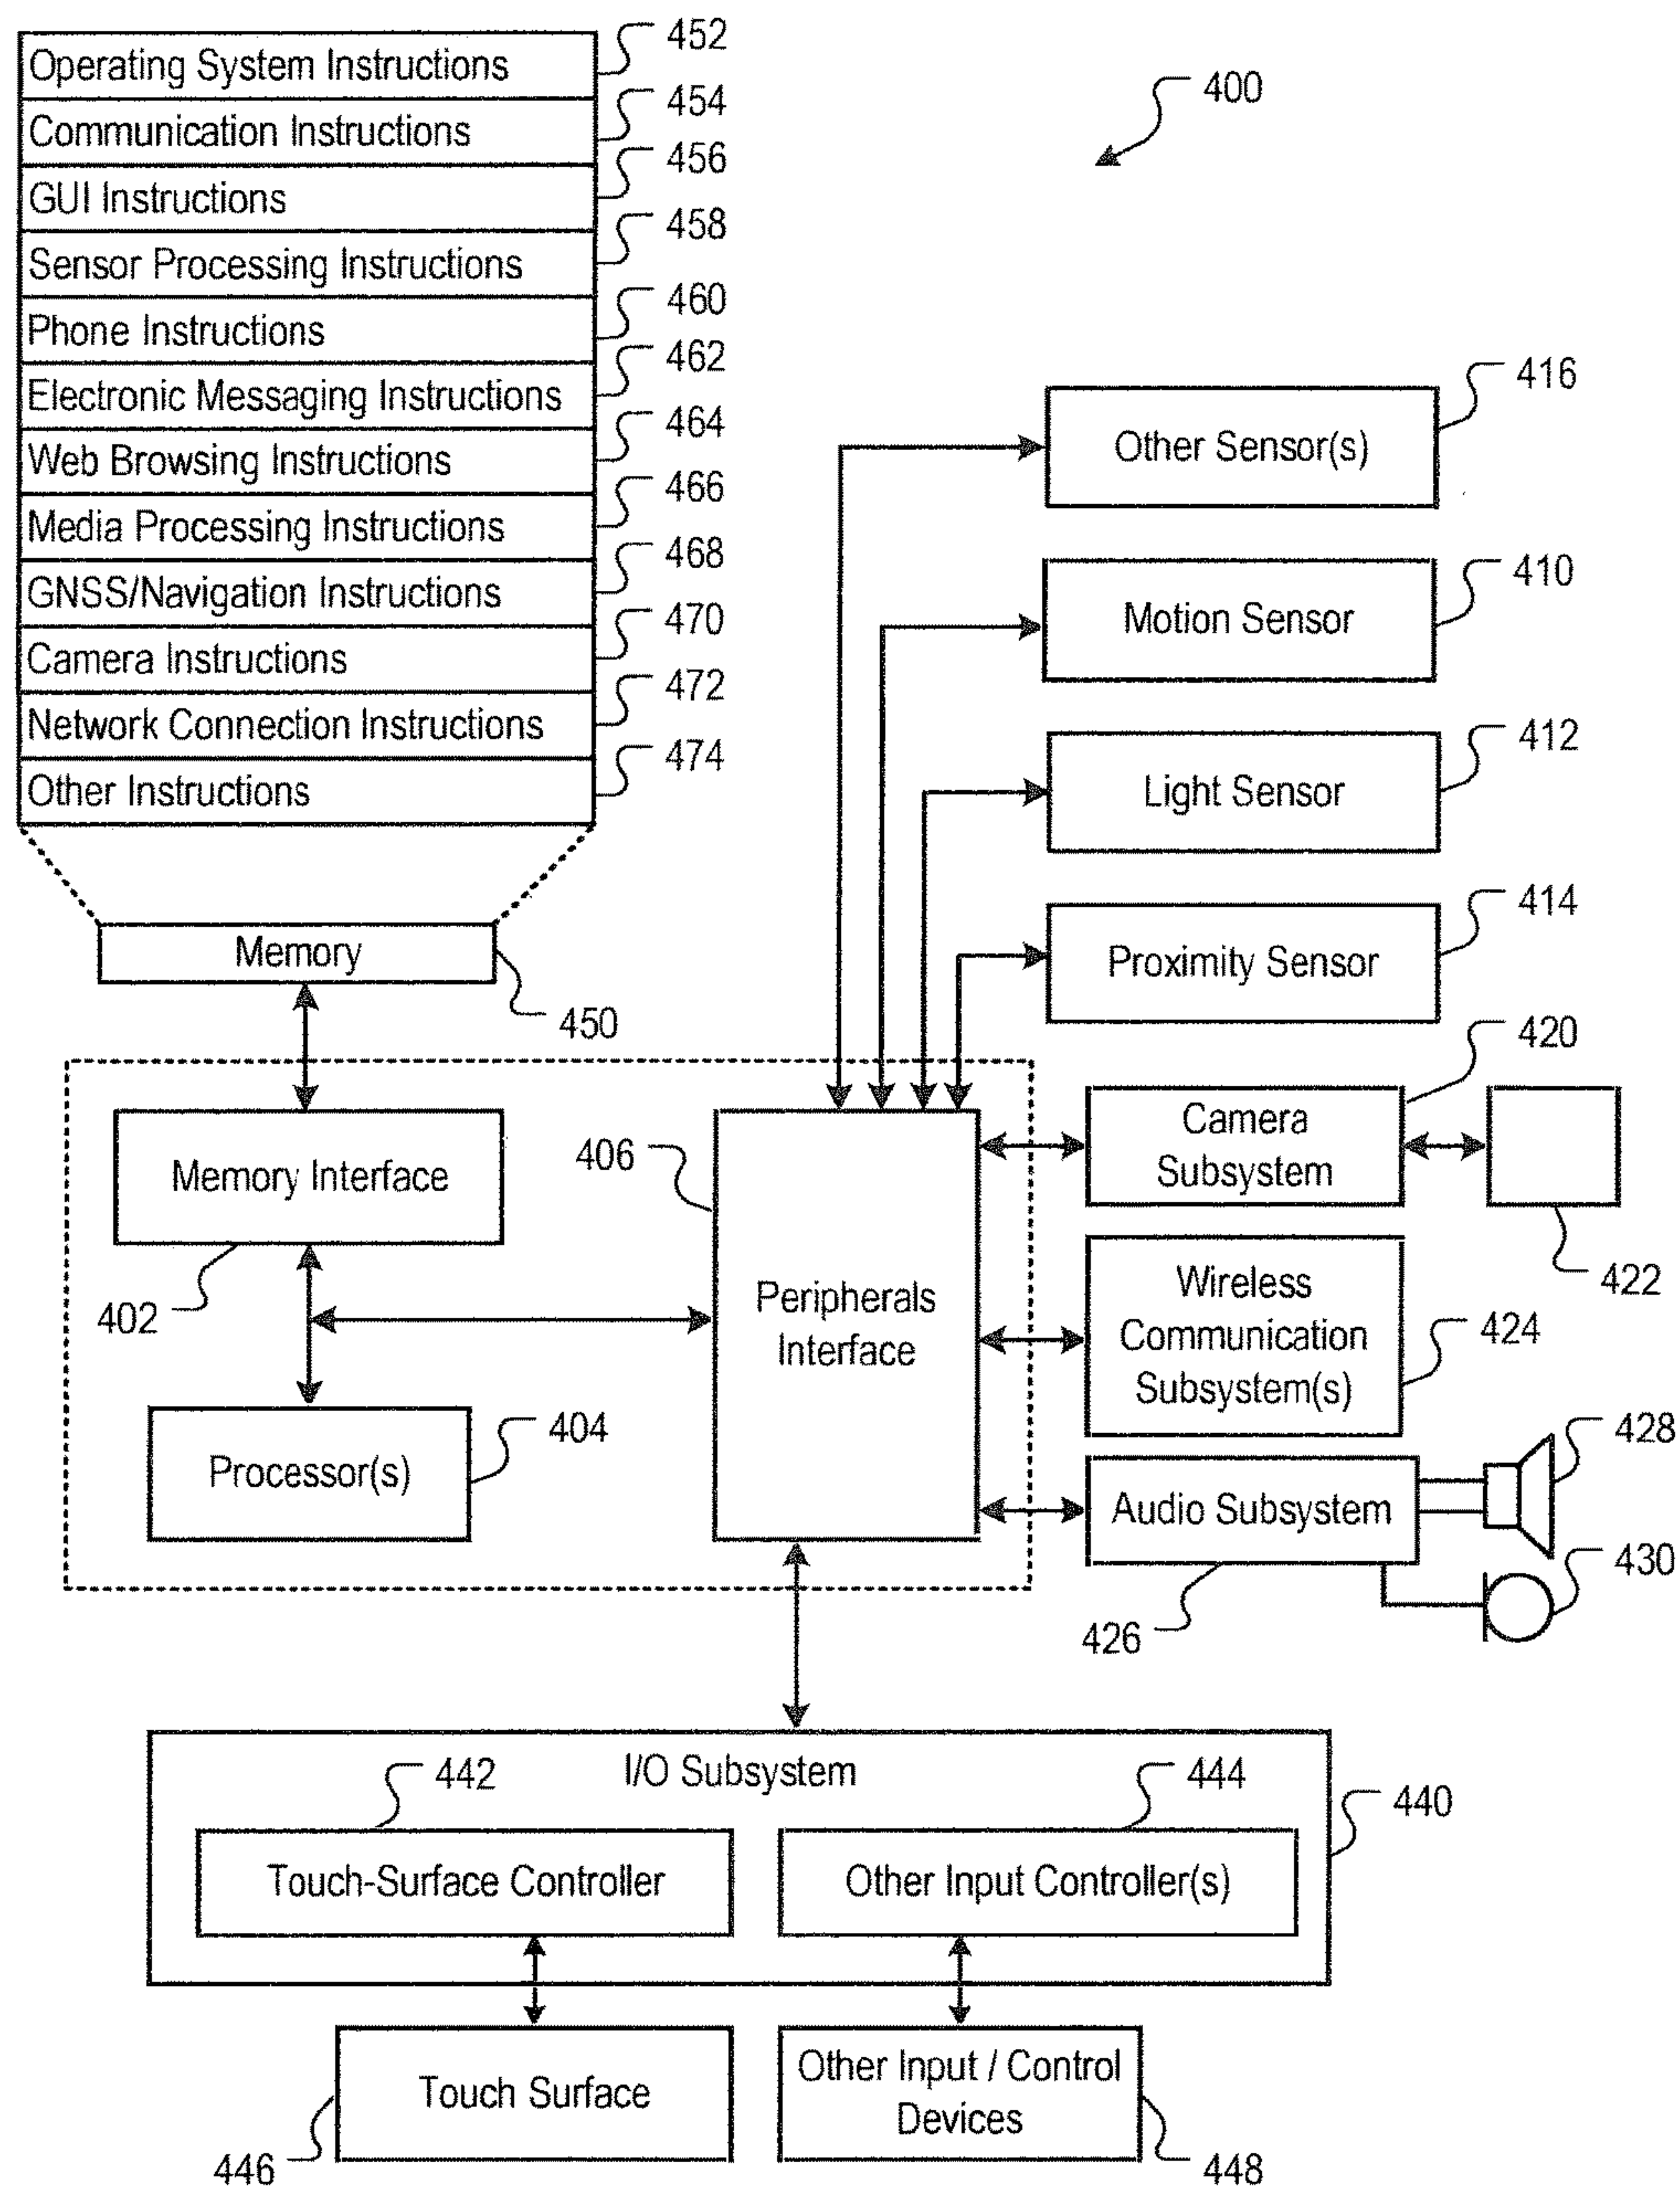 452
Operating System Instructions
454
Communication Instructions
456
GUI Instructions
458
Sensor Processing Instructions
460
Phone Instructions
462
Electronic Messaging Instructions
464
Web Browsing Instructions
466
Media Processing Instructions
468
GNSS/Navigation Instructions
470
Camera Instructions
472
Network Connection Instructions
474
Other Instructions
Memory
450
400
416
Other Sensor(s)
410
Motion Sensor
412
Light Sensor
414
Proximity Sensor
420
Camera
Subsystem
422
Memory Interface
402
406
Peripherals
Interface
Wireless
Communication
Subsystem(s)
424
404
Processor(s)
428
Audio Subsystem
430
426
I/O Subsystem
442
444
440
Touch-Surface Controller
Other Input Controller(s)
Touch Surface
Other Input / Control
Devices
446
448